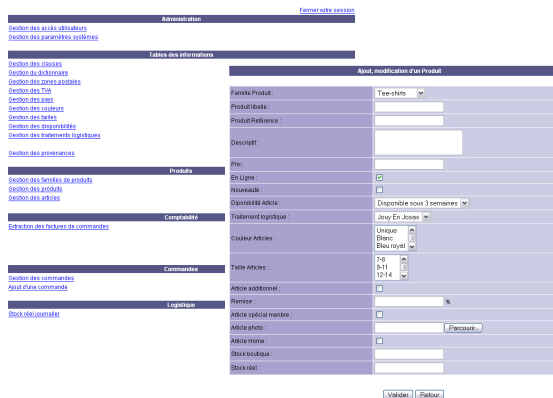 Fermer votre session
Administration
Gestion des accès utilisateurs
Gestion des paramètres systèmes
Tables des informations
Gestion des classes
Gestion du dictionnaire
Gestion des zones postales
Gestion des TVA
Gestion des pays
Gestion des couleurs
Gestion des tailles
Gestion des disponibilités
Gestion des traitements logistiques
Gestion des provenances
Produits
Gestion des familles de produits
Gestion des produits
Gestion des articles
Comptabilité
Extraction des factures de commandes
Commandes
Gestion des commandes
Ajout d'une commande
Logistique
Stock réel journalier
Ajout, modification d'un Produit
Famille Produit : Tee-shirts
Produit libelle :
Produit Reférence :
Descriptif :
Prix :
En Ligne :
Nouveauté :
Diponibilité Article : Disponible sous 3 semaines
Traitement logistique : Jouy En Josas
Couleur Articles : Unique
Blanc
Bleu royal
Taille Articles : 7-8
9-11
12-14
Article additionnel :
Remise : %
Article spécial membre :
Article photo : Parcourir...
Article Home :
Stock boutique :
Stock réel :
Valider Retour